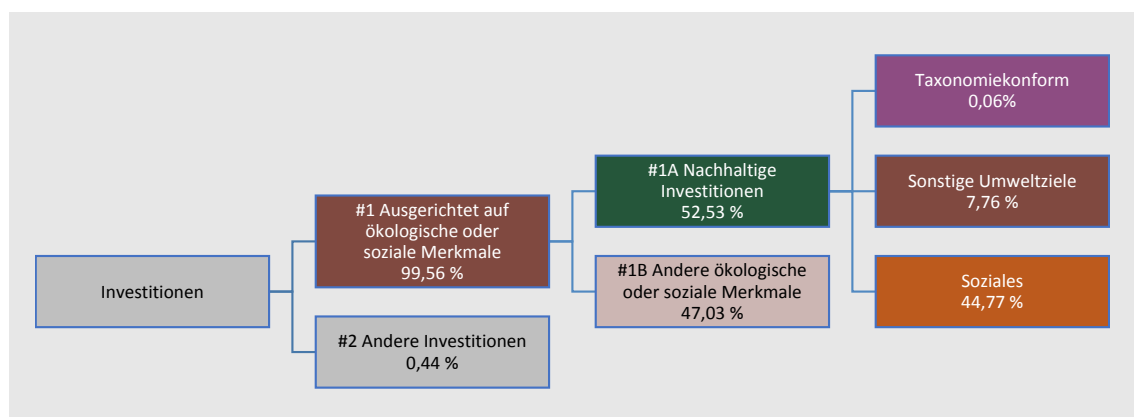 Investitionen
#1 Ausgerichtet auf
ökologische oder
soziale Merkmale
99,56 %
#2 Andere Investitionen
0,44 %
#1A Nachhaltige
Investitionen
52,53 %
#1B Andere ökologische
oder soziale Merkmale
47,03 %
Taxonomiekonform
0,06%
Sonstige Umweltziele
7,76 %
Soziales
44,77 %